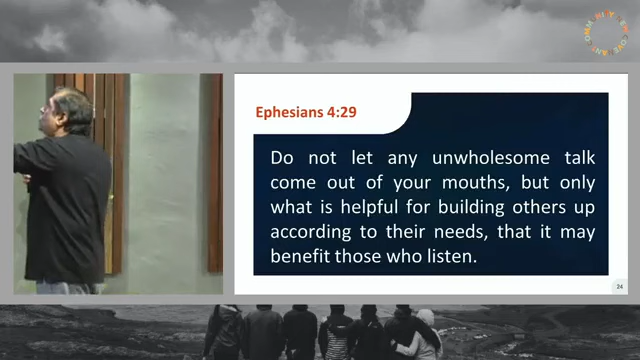 Ephesians 4:29
Do not let any unwholesome talk
come out of your mouths, but only
what is helpful for building others up
according to their needs, that it may
benefit those who listen.
24